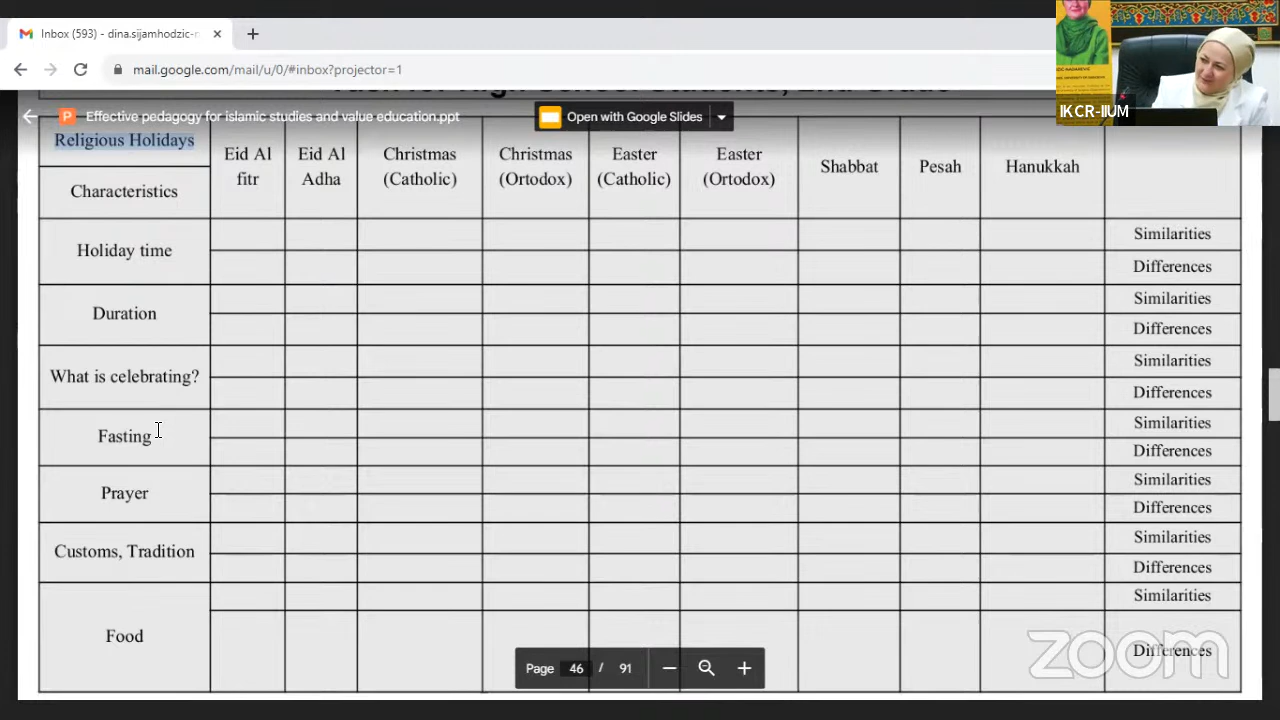 Inbox (593) - dina.sijamhodzic-r
mail.google.com/mail/u/0/#inbox?projector=1
IKCR-IIUM
Effective pedagogy for islamic studies and value education.ppt
Open with Google Slides
Religious Holidays
Characteristics
Eid Al fitr
Eid Al Adha
Christmas (Catholic)
Christmas (Ortodox)
Easter (Catholic)
Easter (Ortodox)
Shabbat
Pesah
Hanukkah
Holiday time
Similarities
Differences
Duration
Similarities
Differences
What is celebrating?
Similarities
Differences
Fasting
Similarities
Differences
Prayer
Similarities
Differences
Customs, Tradition
Similarities
Differences
Food
Similarities
Differences
Page 46 / 91
zoom